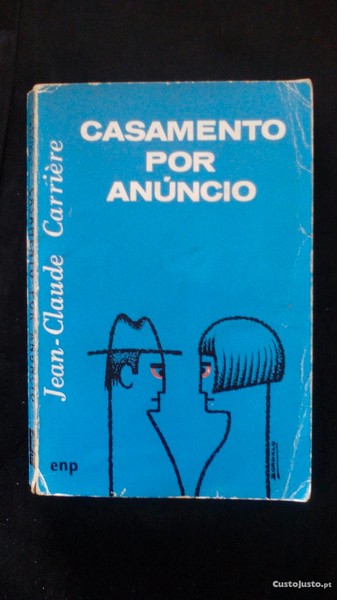 CASAMENTO
POR
ANÚNCIO
Jean-Claude Carrière
enp
CustoJusto.pt